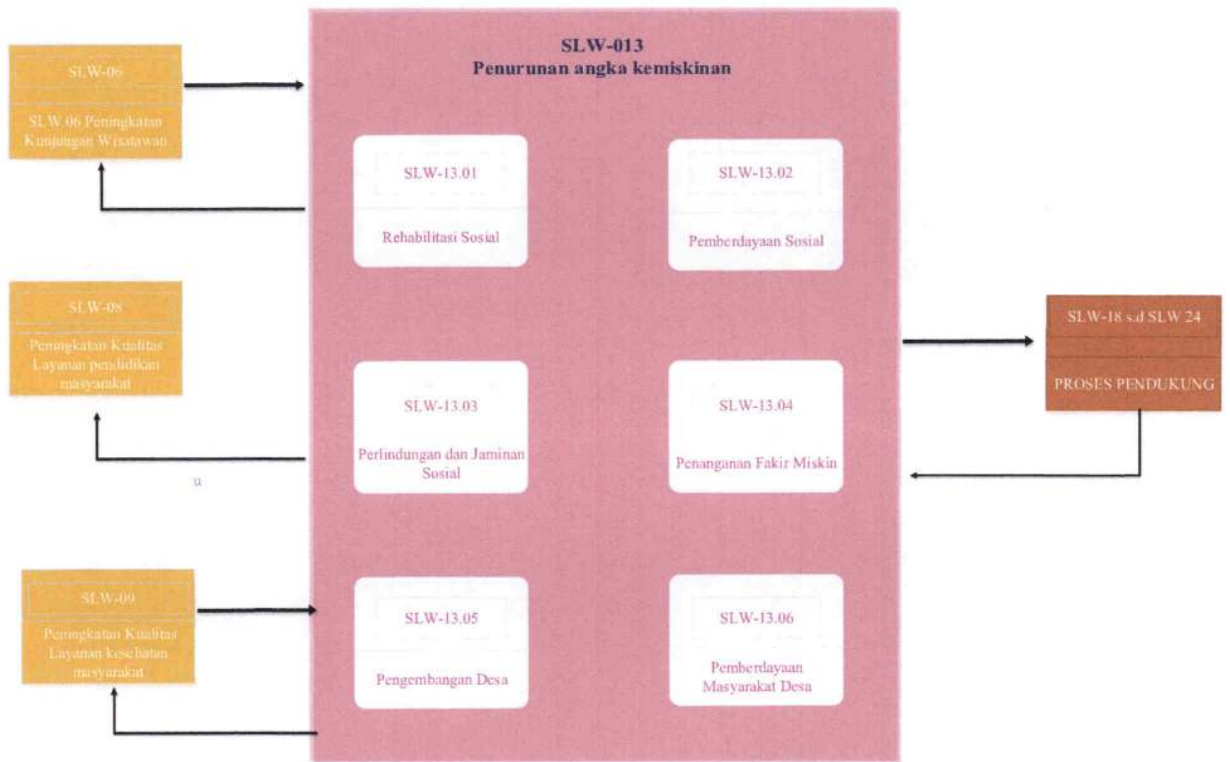 SLW-013
Penurunan angka kemiskinan
SLW-06
SLW 06 Peningkatan
Kunjungan Wisatawan
SLW-08
Peningkatan Kualitas
Layanan pendidikan
masyarakat
u
SLW-09
Peningkatan Kualitas
Layanan kesehatan
masyarakat
SLW-13.01
Rehabilitasi Sosial
SLW-13.02
Pemberdayaan Sosial
SLW-13.03
Perlindungan dan Jaminan
Sosial
SLW-13.04
Penanganan Fakir Miskin
SLW-13.05
Pengembangan Desa
SLW-13.06
Pemberdayaan
Masyarakat Desa
SLW-18 s.d SLW 24
PROSES PENDUKUNG